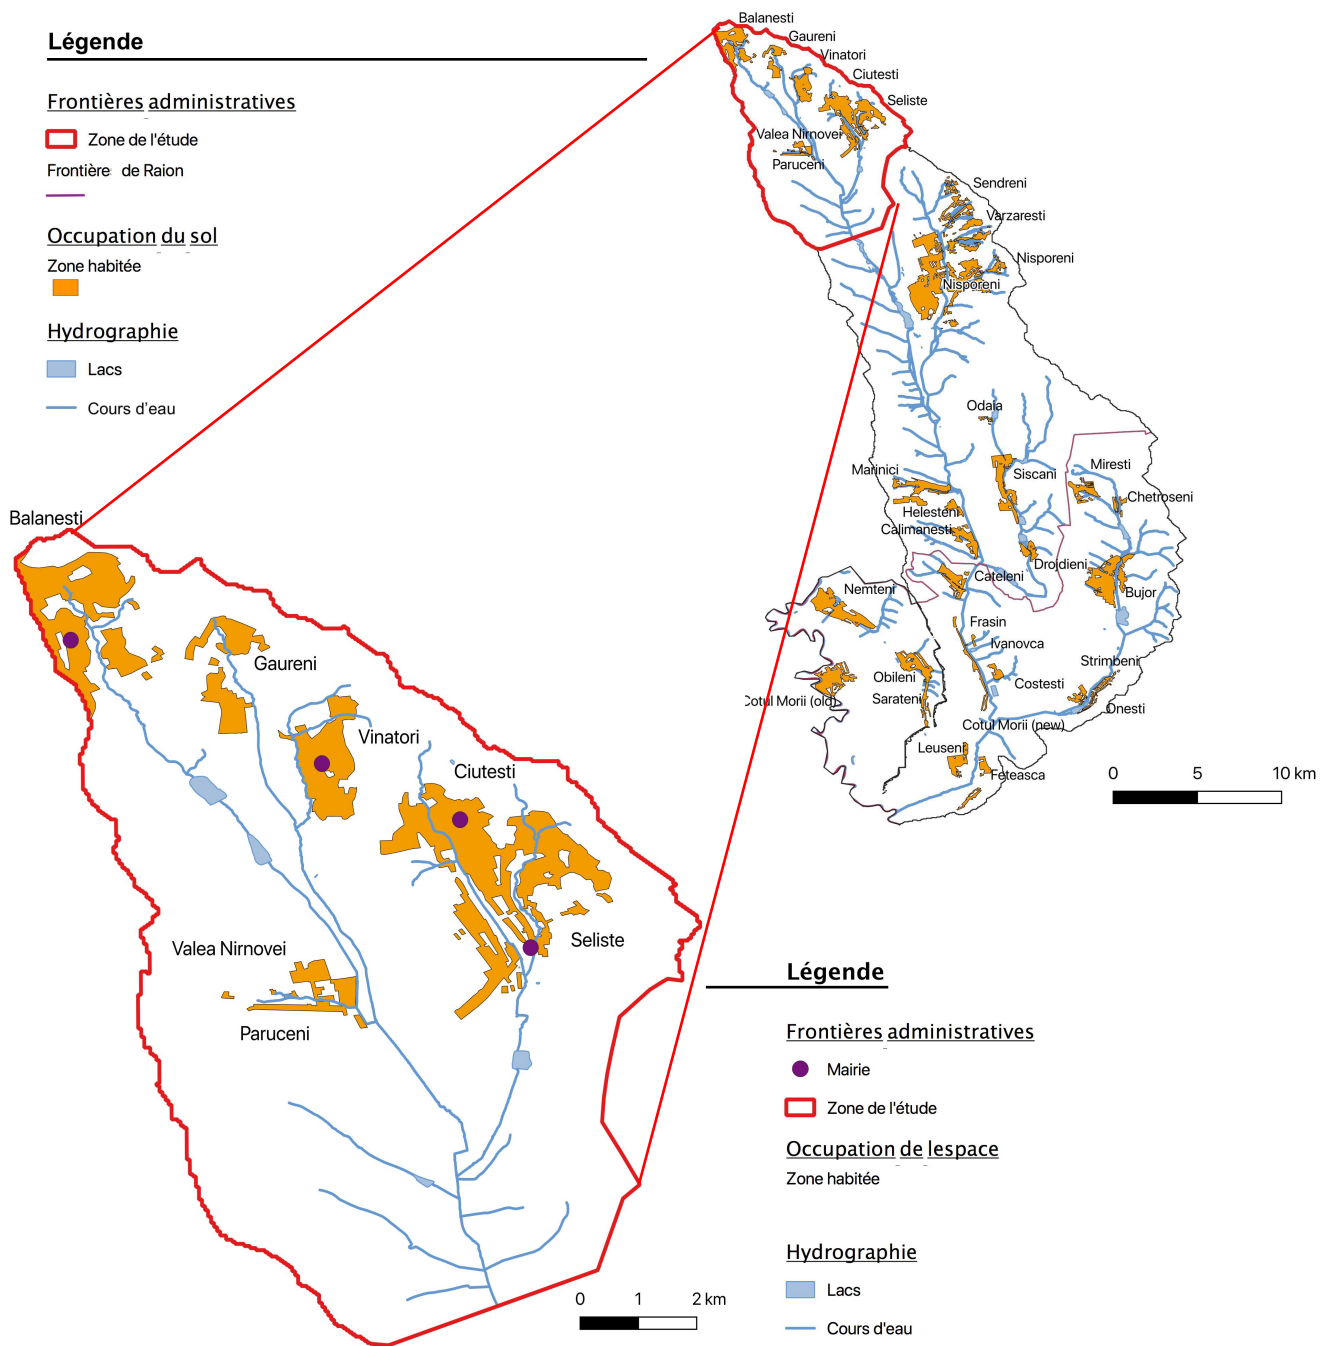 Légende
Frontières administratives
Zone de l'étude
Frontière de Raion
Occupation du sol
Zone habitée
Hydrographie
Lacs
Cours d'eau
Balanesti
Gaureni
Vinatori
Ciutesti
Seliste
Valea Nirnovei
Paruceni
Sendreni
Varzaresti
Nisporeni
Nisporeni
Odaia
Marinici
Siscani
Miresti
Chetroseni
Helesteni
Calimanesti
Drojdieni
Cateleni
Bujor
Nemteni
Frasin
Ivanovca
Strimbeni
Obileni
Costesti
Cotul Morii (old)
Sarateni
Onesti
Cotul Morii (new)
Leuseni
Feteasca
0 5 10 km
Balanesti
Gaureni
Vinatori
Ciutesti
Seliste
Valea Nirnovei
Paruceni
0 1 2 km
Légende
Frontières administratives
Mairie
Zone de l'étude
Occupation de lespace
Zone habitée
Hydrographie
Lacs
Cours d'eau